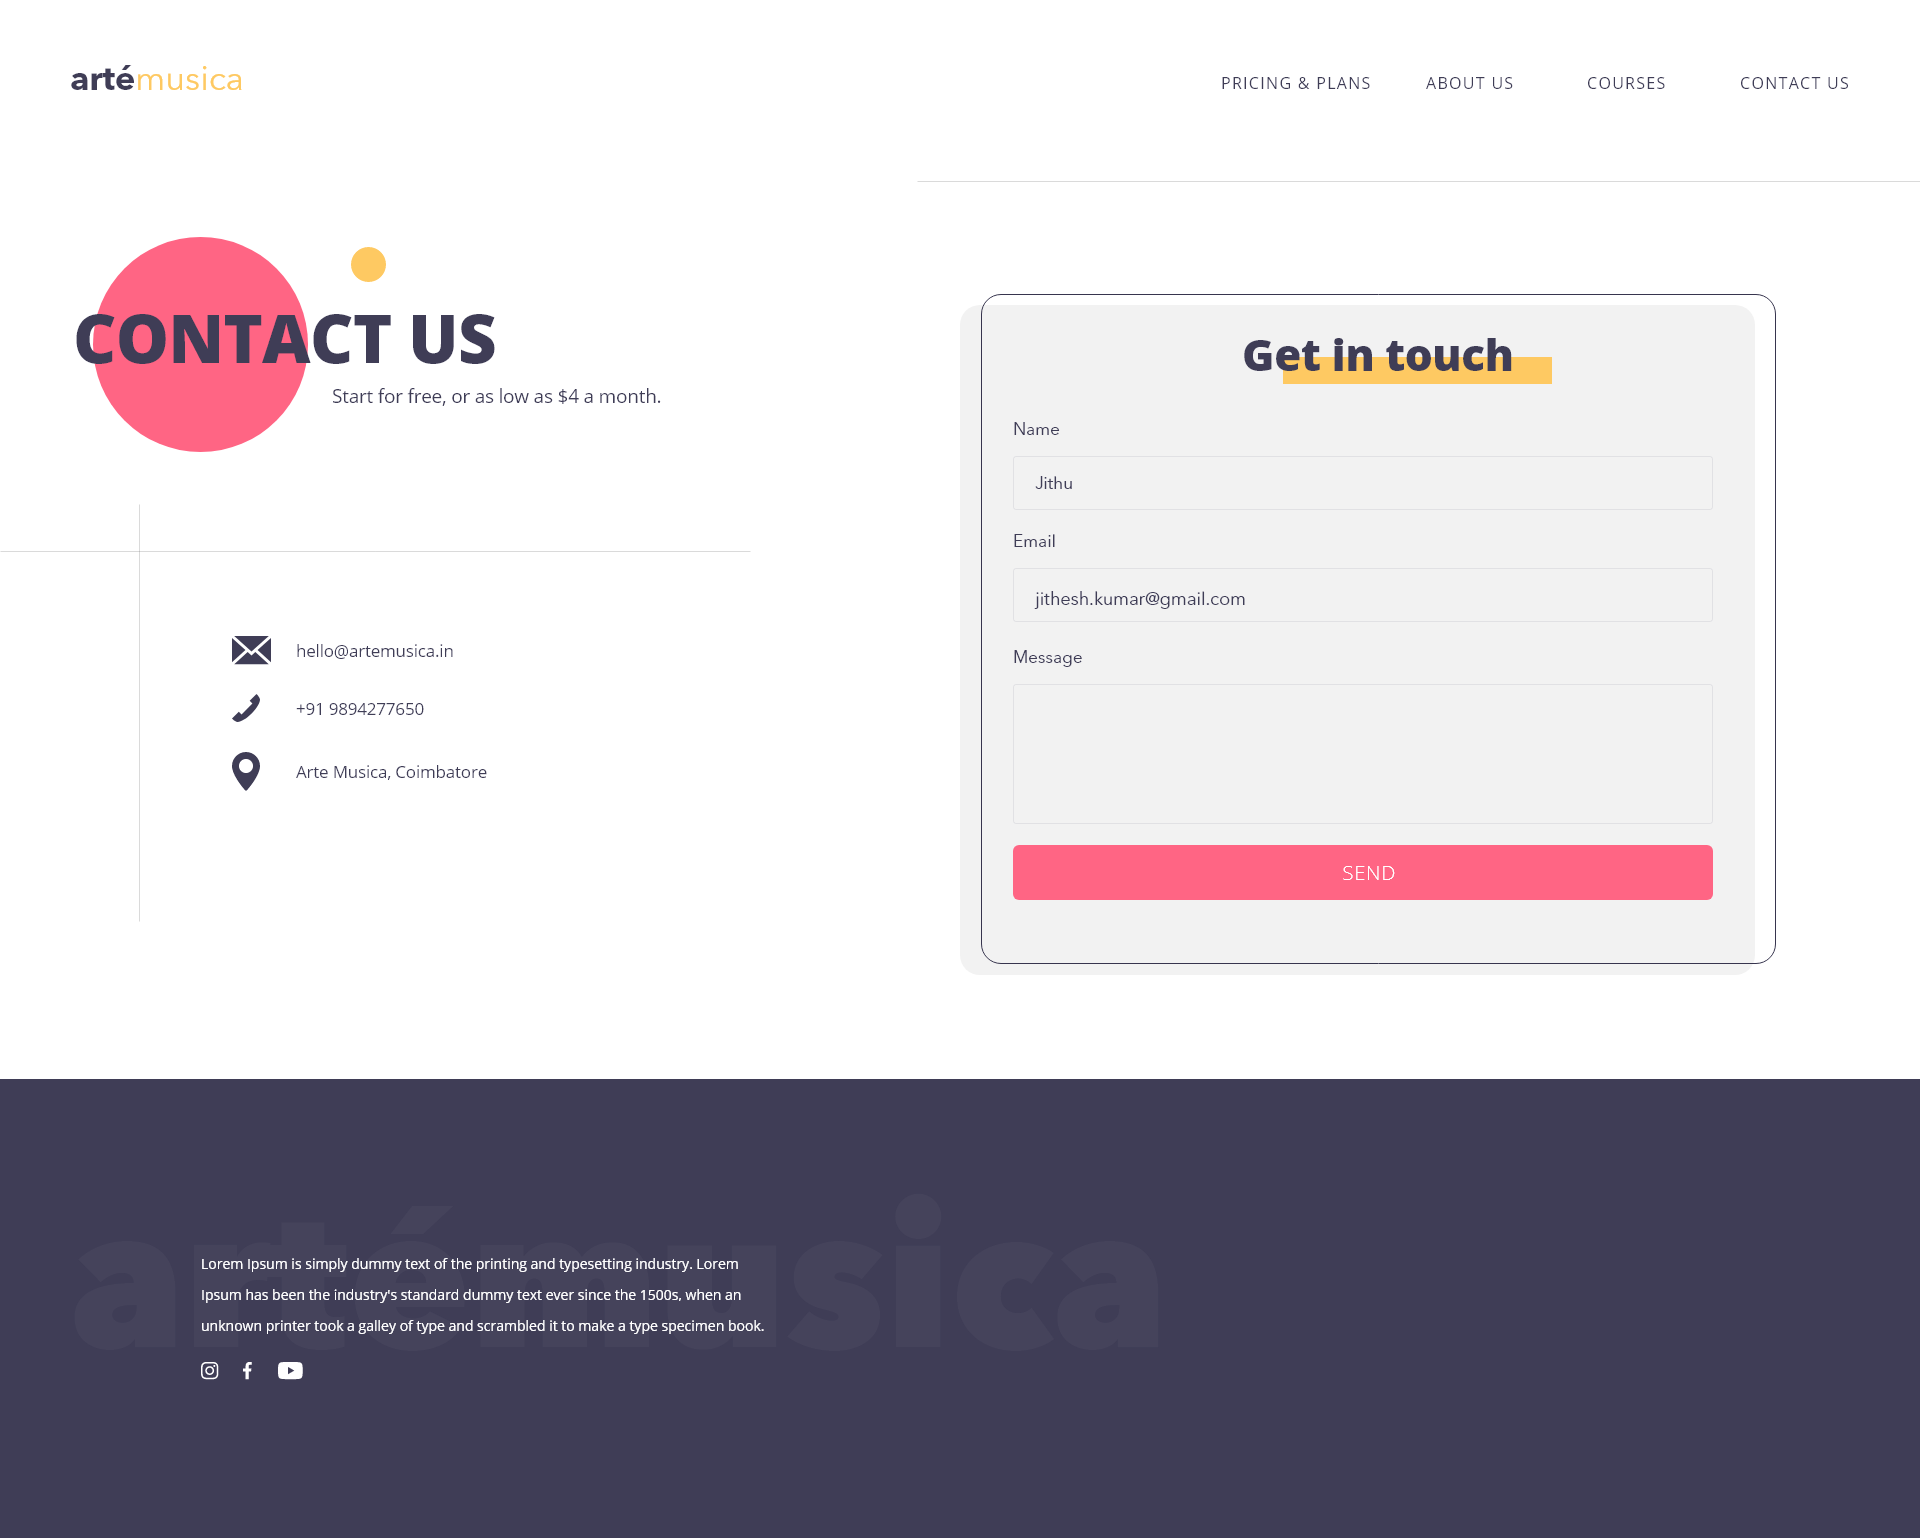 artémusica
PRICING & PLANS ABOUT US COURSES CONTACT US
CONTACT US
Start for free, or as low as $4 a month.
hello@artemusica.in
+91 9894277650
Arte Musica, Coimbatore
Get in touch
Name
Jithu
Email
jithesh.kumar@gmail.com
Message
SEND
artémusica
Lorem Ipsum is simply dummy text of the printing and typesetting industry. Lorem
Ipsum has been the industry's standard dummy text ever since the 1500s, when an
unknown printer took a galley of type and scrambled it to make a type specimen book.